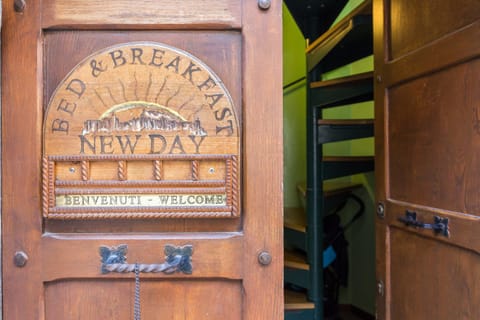 BED & BREAKFAST
NEW DAY
BENVENUTI - WELCOME